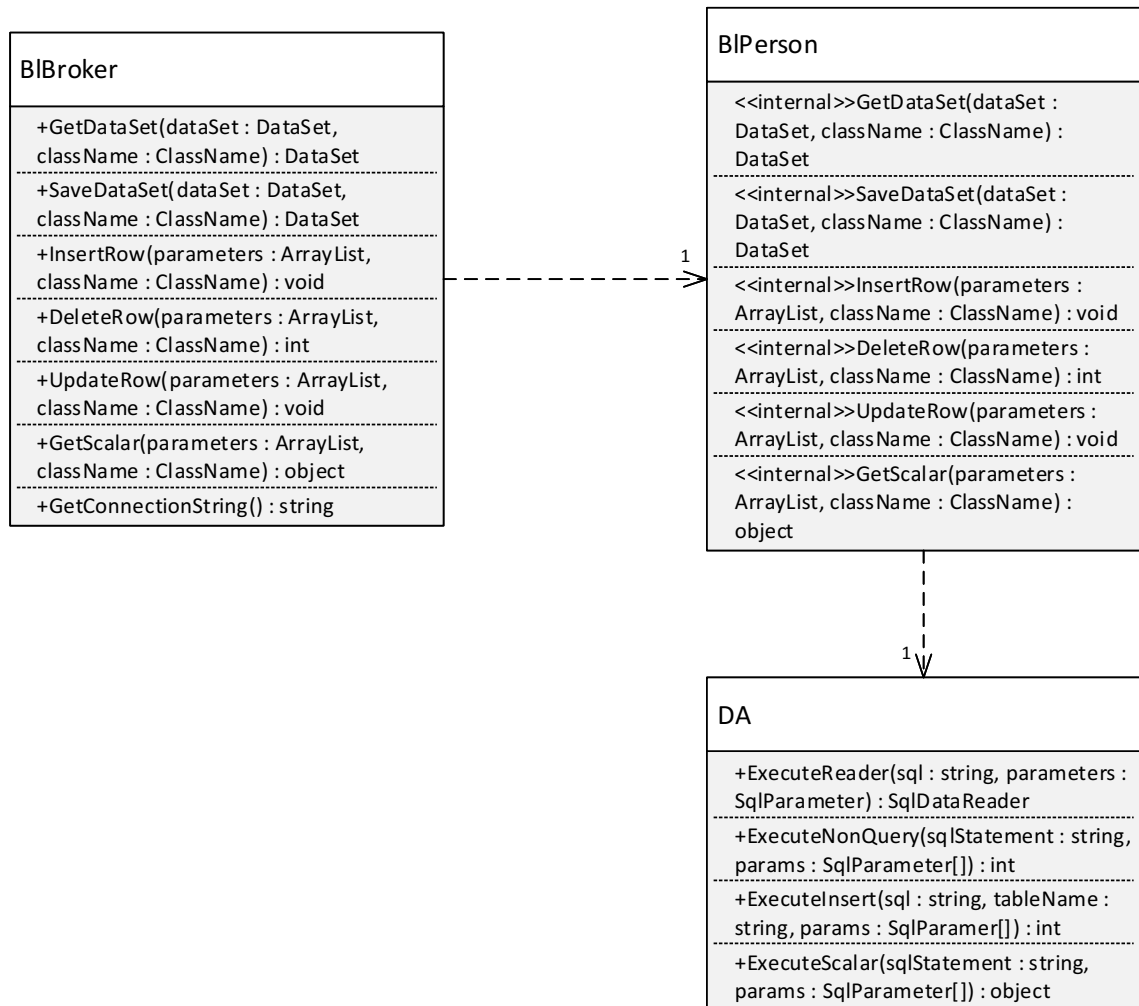 BlBroker
+GetDataSet(dataSet : DataSet,
className : ClassName) : DataSet
+SaveDataSet(dataSet : DataSet,
className : ClassName) : DataSet
+InsertRow(parameters : ArrayList,
className : ClassName) : void
+DeleteRow(parameters : ArrayList,
className : ClassName) : int
+UpdateRow(parameters : ArrayList,
className : ClassName) : void
+GetScalar(parameters : ArrayList,
className : ClassName) : object
+GetConnectionString() : string
1
BlPerson
<<internal>>GetDataSet(dataSet :
DataSet, className : ClassName) :
DataSet
<<internal>>SaveDataSet(dataSet :
DataSet, className : ClassName) :
DataSet
<<internal>>InsertRow(parameters :
ArrayList, className : ClassName) : void
<<internal>>DeleteRow(parameters :
ArrayList, className : ClassName) : int
<<internal>>UpdateRow(parameters :
ArrayList, className : ClassName) : void
<<internal>>GetScalar(parameters :
ArrayList, className : ClassName) :
object
1
DA
+ExecuteReader(sql : string, parameters :
SqlParameter) : SqlDataReader
+ExecuteNonQuery(sqlStatement : string,
params : SqlParameter[]) : int
+ExecuteInsert(sql : string, tableName :
string, params : SqlParamer[]) : int
+ExecuteScalar(sqlStatement : string,
params : SqlParameter[]) : object